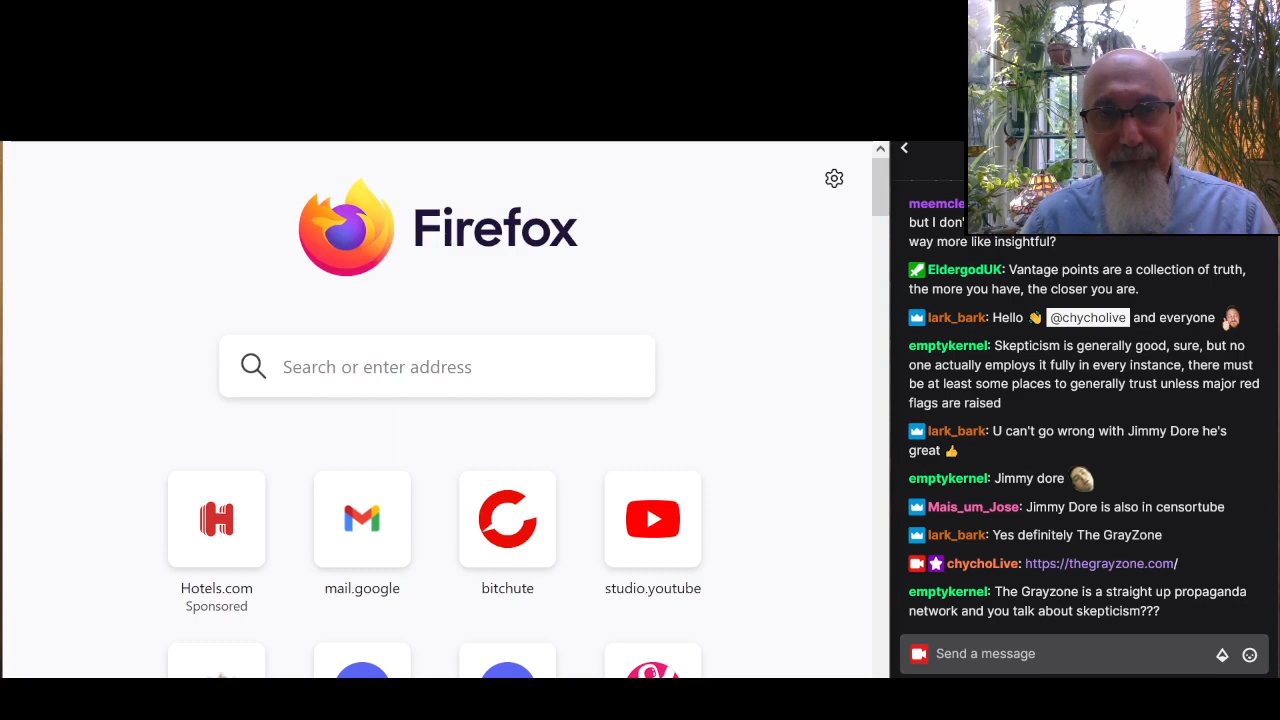 Firefox
Search or enter address
Hotels.com
Sponsored
mail.google
bitchute
studio.youtube
meemcle
but I don'
way more like insightful?
EldergodUK: Vantage points are a collection of truth,
the more you have, the closer you are.
lark_bark: Hello 👋 @chycholive and everyone
emptykernel: Skepticism is generally good, sure, but no
one actually employs it fully in every instance, there must
be at least some places to generally trust unless major red
flags are raised
lark_bark: U can't go wrong with Jimmy Dore he's
great 👍
emptykernel: Jimmy dore
Mais_um_Jose: Jimmy Dore is also in censortube
lark_bark: Yes definitely The GrayZone
chychoLive: https://thegrayzone.com/
emptykernel: The Grayzone is a straight up propaganda
network and you talk about skepticism???
Send a message